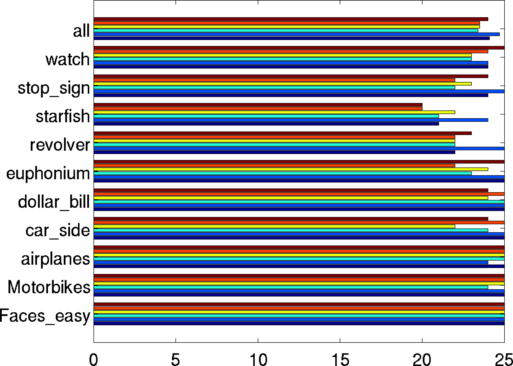 all
watch
stop_sign
starfish
revolver
euphonium
dollar_bill
car_side
airplanes
Motorbikes
Faces_easy
0 5 10 15 20 25